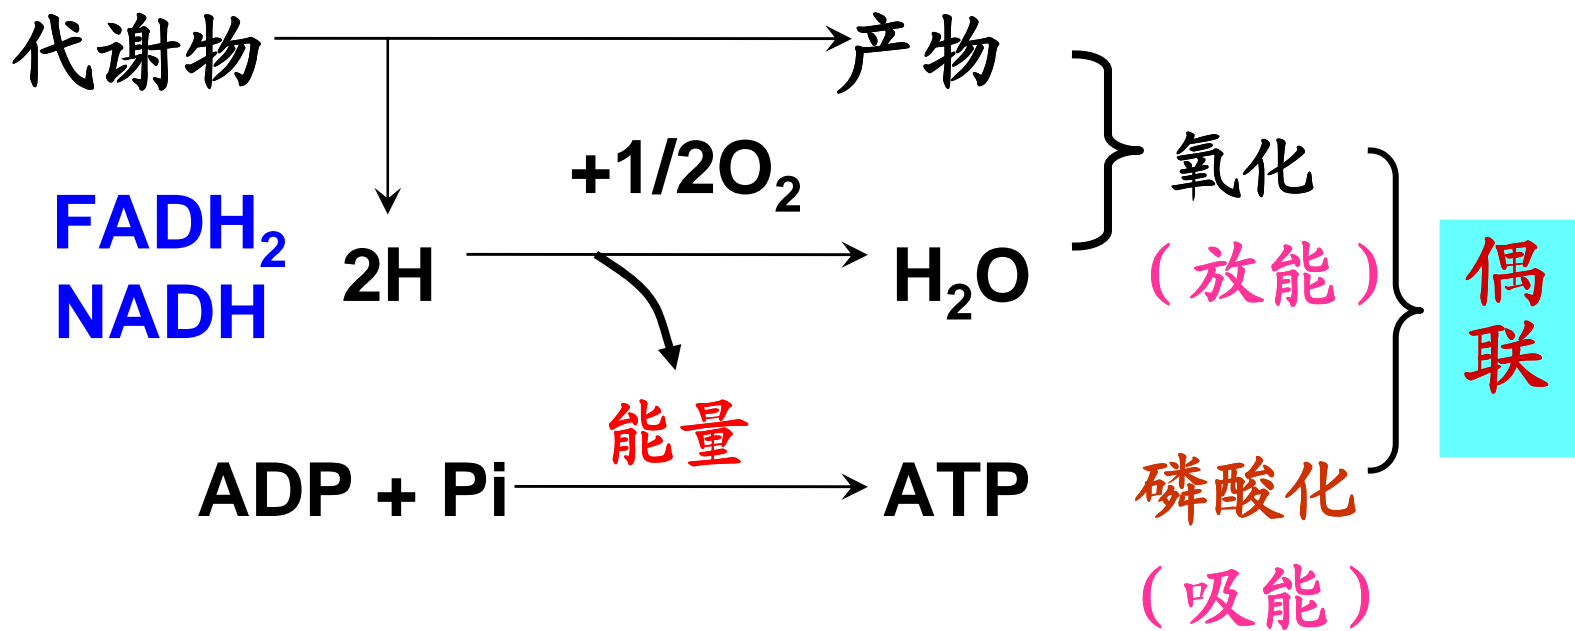 代谢物 产物
+1/2O₂ 氧化
FADH₂
2H H₂O （放能） 偶
NADH 联
能量
ADP + Pi ATP 磷酸化
（吸能）